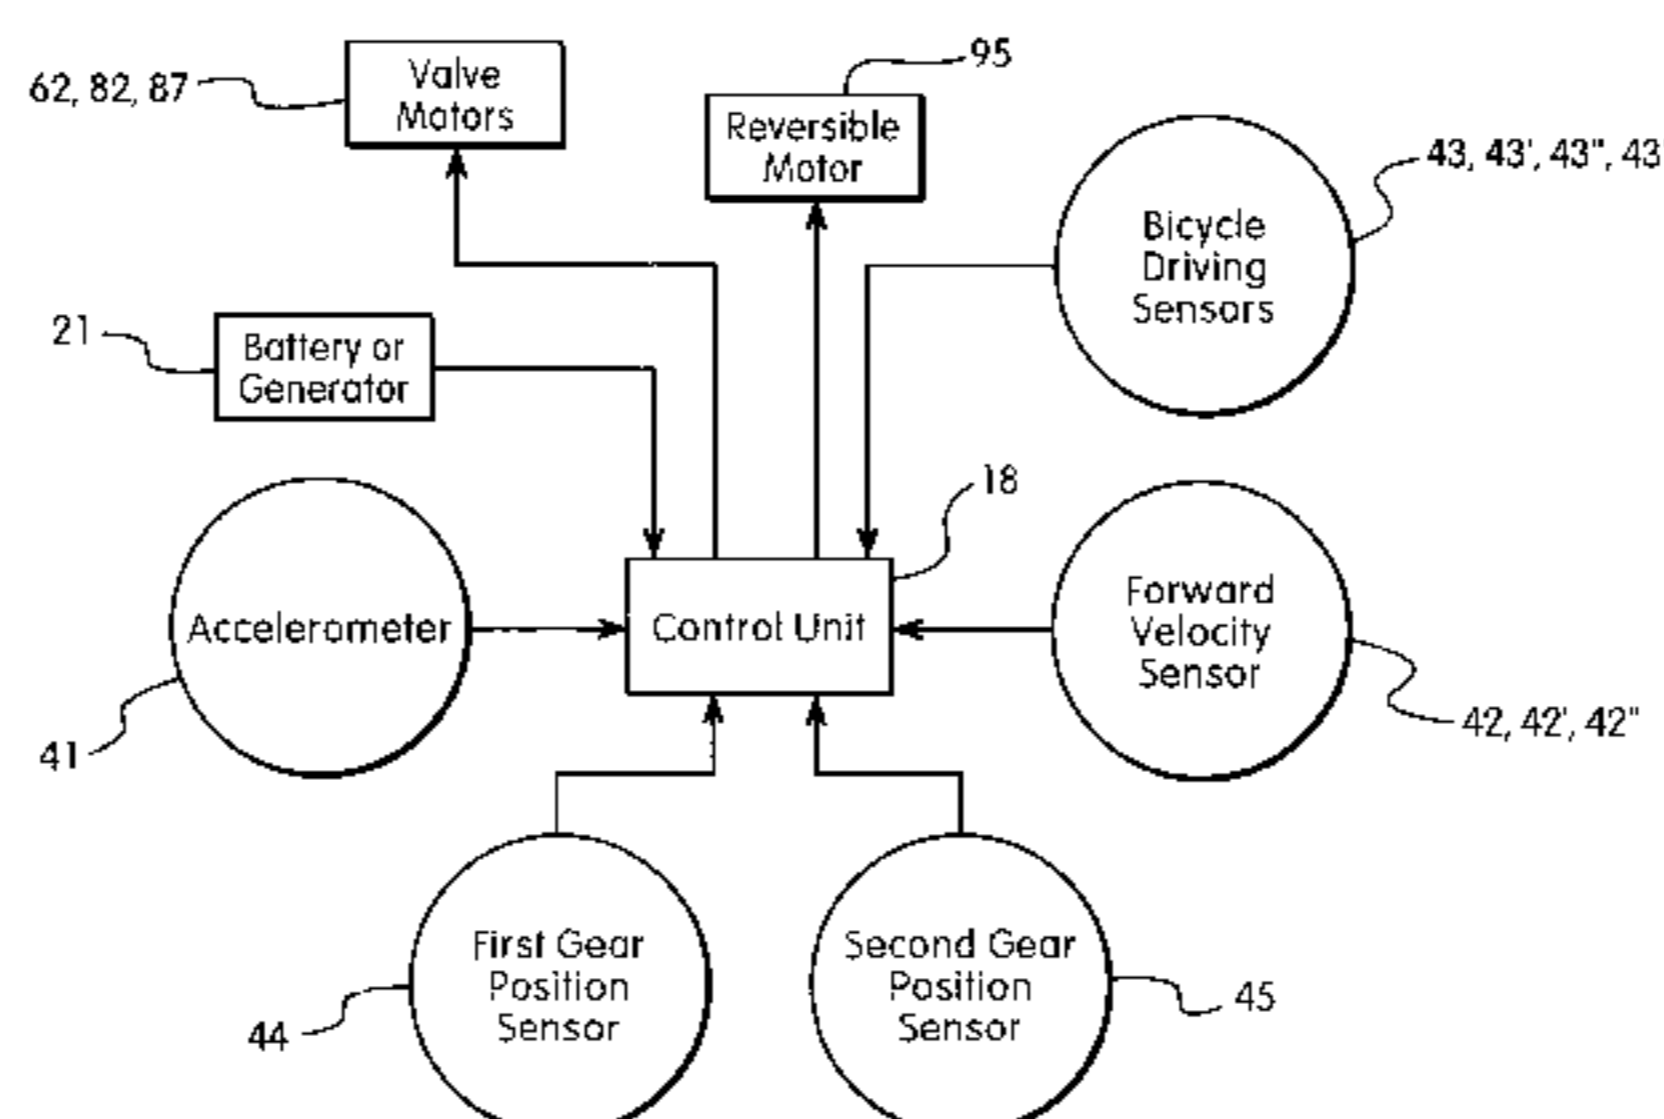 62, 82, 87
Valve
Motors
95
Reversible
Motor
43, 43', 43", 43'
Bicycle
Driving
Sensors
21
Battery or
Generator
18
Accelerometer
Control Unit
Forward
Velocity
Sensor
41
42, 42', 42"
First Gear
Position
Sensor
44
Second Gear
Position
Sensor
45